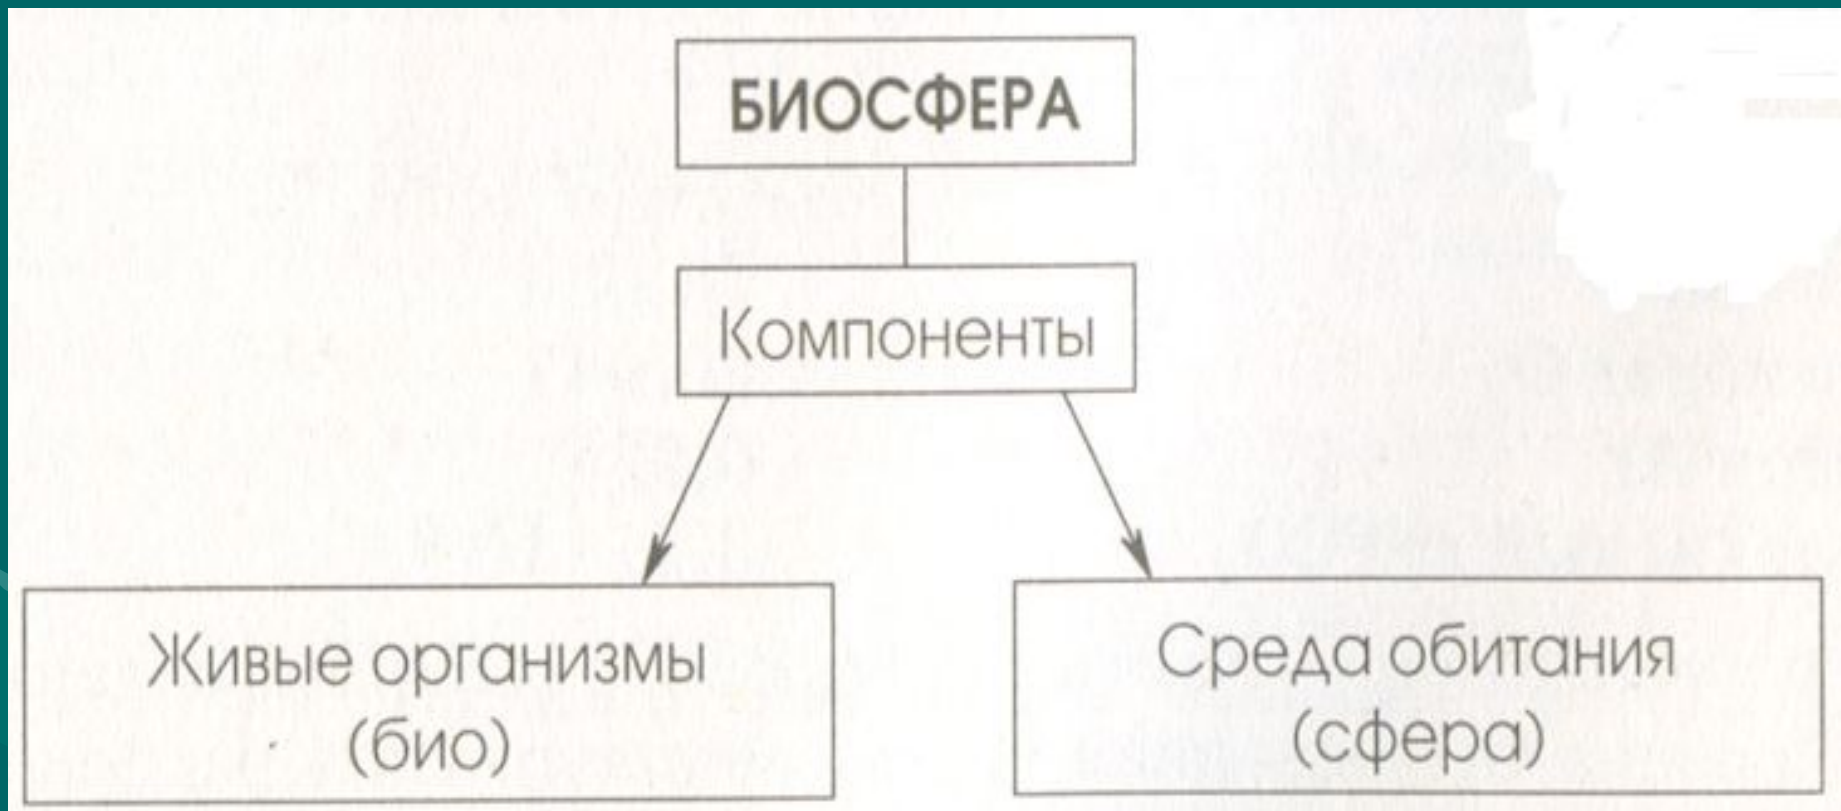 БИОСФЕРА
Компоненты
Живые организмы
(био)
Среда обитания
(сфера)